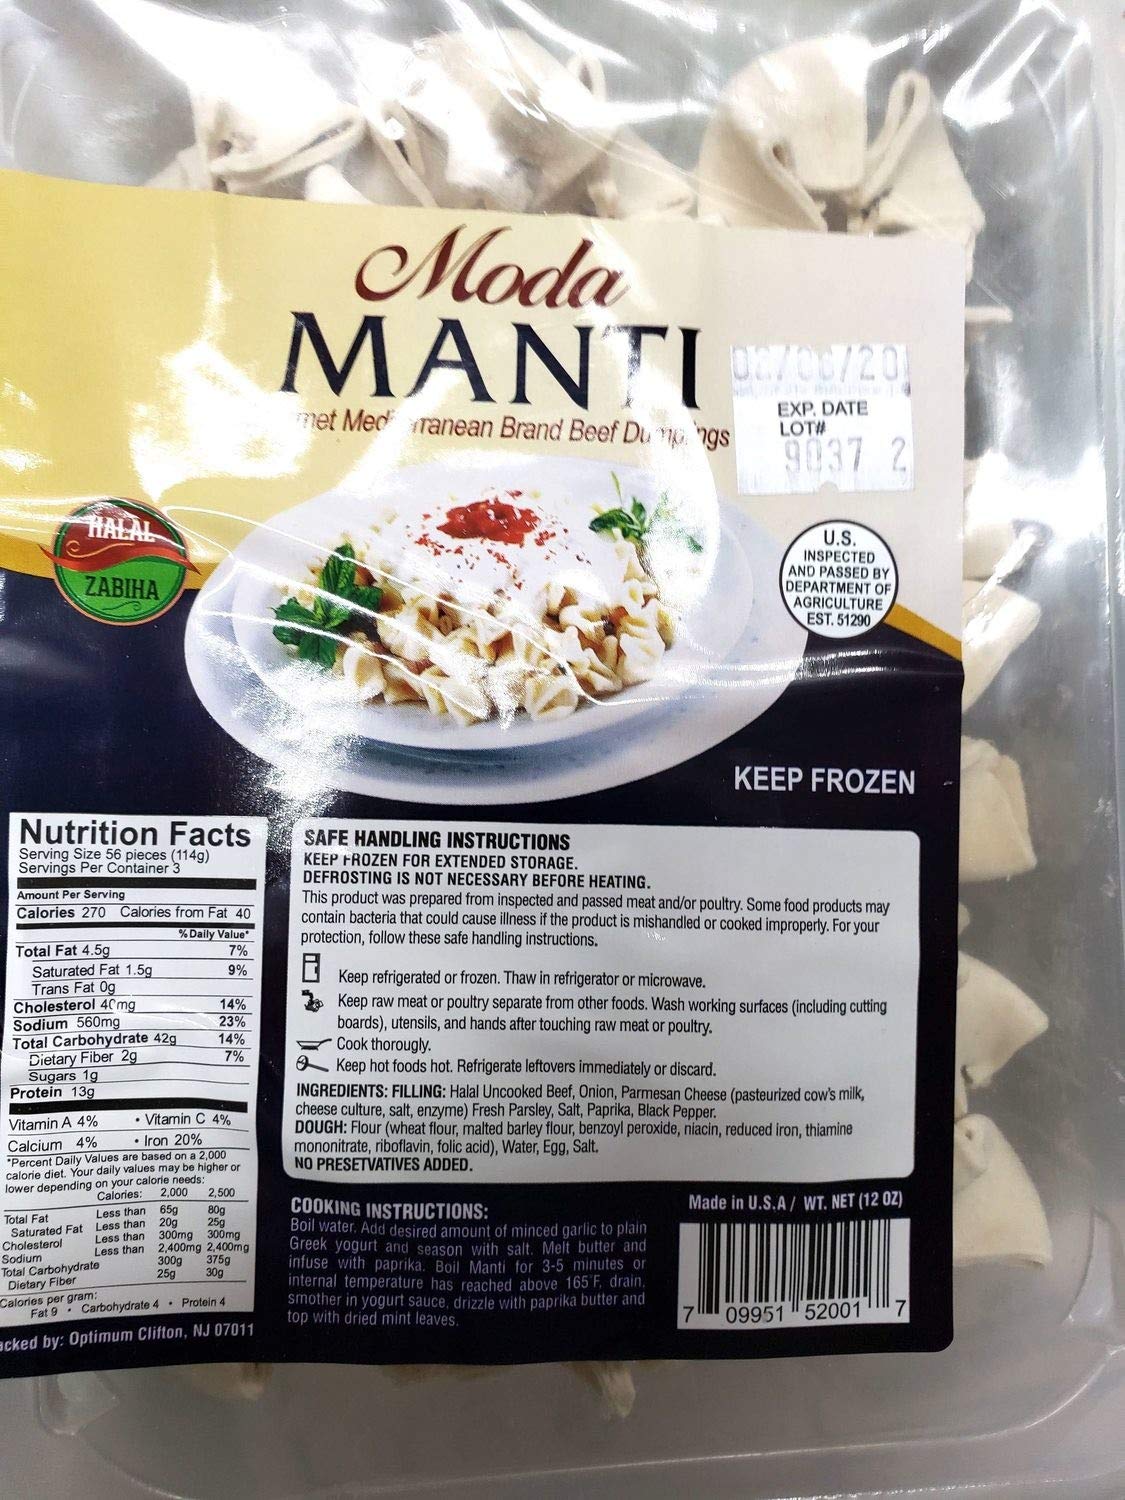 Moda
MANTI
Mediterranean Brand Beef Dumplings
EXP. DATE
LOT#
9037 2
HALAL
ZABIHA
U.S.
INSPECTED
AND PASSED BY
DEPARTMENT OF
AGRICULTURE
EST. 51290
KEEP FROZEN
Nutrition Facts
Serving Size 56 pieces (114g)
Servings Per Container 3
Amount Per Serving
Calories 270 Calories from Fat 40
% Daily Value*
Total Fat 4.5g 7%
Saturated Fat 1.5g 9%
Trans Fat 0g
Cholesterol 40mg 14%
Sodium 560mg 23%
Total Carbohydrate 42g 14%
Dietary Fiber 2g 7%
Sugars 1g
Protein 13g
Vitamin A 4% • Vitamin C 4%
Calcium 4% • Iron 20%
*Percent Daily Values are based on a 2,000
calorie diet. Your daily values may be higher or
lower depending on your calorie needs:
Calories: 2,000 2,500
Total Fat Less than 65g 80g
Saturated Fat Less than 20g 25g
Cholesterol Less than 300mg 300mg
Sodium Less than 2,400mg 2,400mg
Total Carbohydrate 300g 375g
Dietary Fiber 25g 30g
Calories per gram:
Fat 9 • Carbohydrate 4 • Protein 4
acked by: Optimum Clifton, NJ 07011
SAFE HANDLING INSTRUCTIONS
KEEP FROZEN FOR EXTENDED STORAGE.
DEFROSTING IS NOT NECESSARY BEFORE HEATING.
This product was prepared from inspected and passed meat and/or poultry. Some food products may
contain bacteria that could cause illness if the product is mishandled or cooked improperly. For your
protection, follow these safe handling instructions.
Keep refrigerated or frozen. Thaw in refrigerator or microwave.
Keep raw meat or poultry separate from other foods. Wash working surfaces (including cutting
boards), utensils, and hands after touching raw meat or poultry.
Cook thorougly.
Keep hot foods hot. Refrigerate leftovers immediately or discard.
INGREDIENTS: FILLING: Halal Uncooked Beef, Onion, Parmesan Cheese (pasteurized cow's milk,
cheese culture, salt, enzyme) Fresh Parsley, Salt, Paprika, Black Pepper.
DOUGH: Flour (wheat flour, malted barley flour, benzoyl peroxide, niacin, reduced iron, thiamine
mononitrate, riboflavin, folic acid), Water, Egg, Salt.
NO PRESETVATIVES ADDED.
COOKING INSTRUCTIONS:
Boil water. Add desired amount of minced garlic to plain
Greek yogurt and season with salt. Melt butter and
infuse with paprika. Boil Manti for 3-5 minutes or
internal temperature has reached above 165°F, drain,
smother in yogurt sauce, drizzle with paprika butter and
top with dried mint leaves.
Made in U.S.A / WT. NET (12 OZ)
7 09951 52001 7